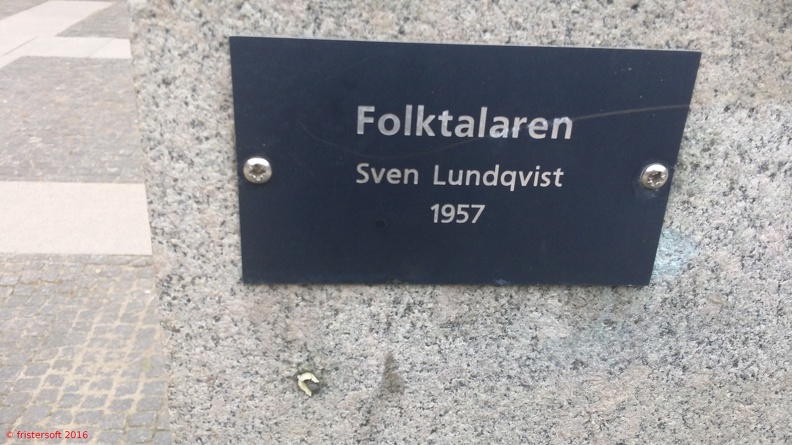 Folktalaren
Sven Lundqvist
1957
© fristersoft 2016